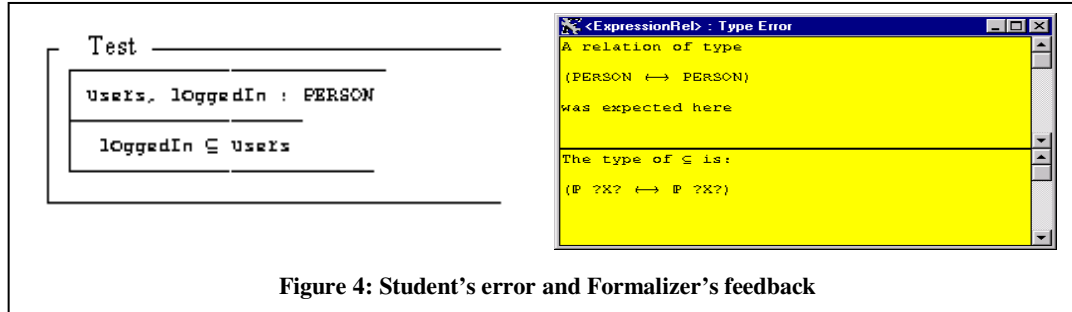 Test
users, loggedIn : PERSON
loggedIn ⊆ users
<ExpressionRel> : Type Error
A relation of type
(PERSON ⟷ PERSON)
was expected here
The type of ⊆ is:
(ℙ ?X? ⟷ ℙ ?X?)
Figure 4: Student's error and Formalizer's feedback